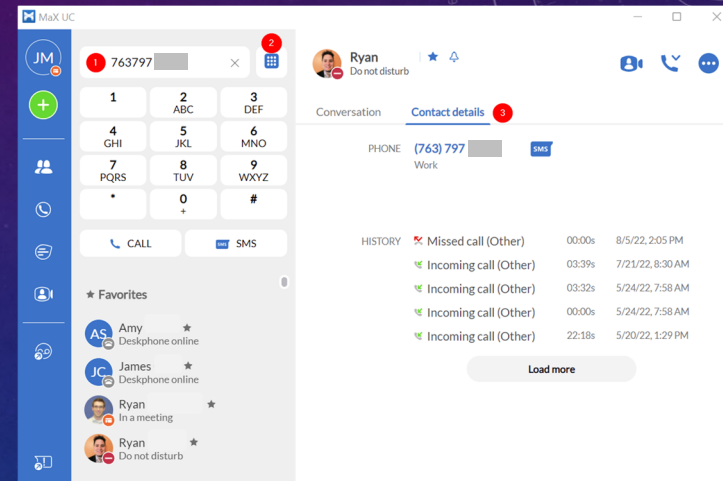 MaX UC
JM
1 763797
2
1
2
ABC
3
DEF
4
GHI
5
JKL
6
MNO
7
PQRS
8
TUV
9
WXYZ
*
0
+
#
CALL
SMS SMS
Favorites
AS
Amy
Deskphone online
JC
James
Deskphone online
Ryan
In a meeting
Ryan
Do not disturb
Ryan
Do not disturb
Conversation
Contact details 3
PHONE (763) 797 SMS
Work
HISTORY Missed call (Other) 00:00s 8/5/22, 2:05 PM
Incoming call (Other) 03:39s 7/21/22, 8:30 AM
Incoming call (Other) 03:32s 5/24/22, 7:58 AM
Incoming call (Other) 00:00s 5/24/22, 7:58 AM
Incoming call (Other) 22:18s 5/20/22, 1:29 PM
Load more